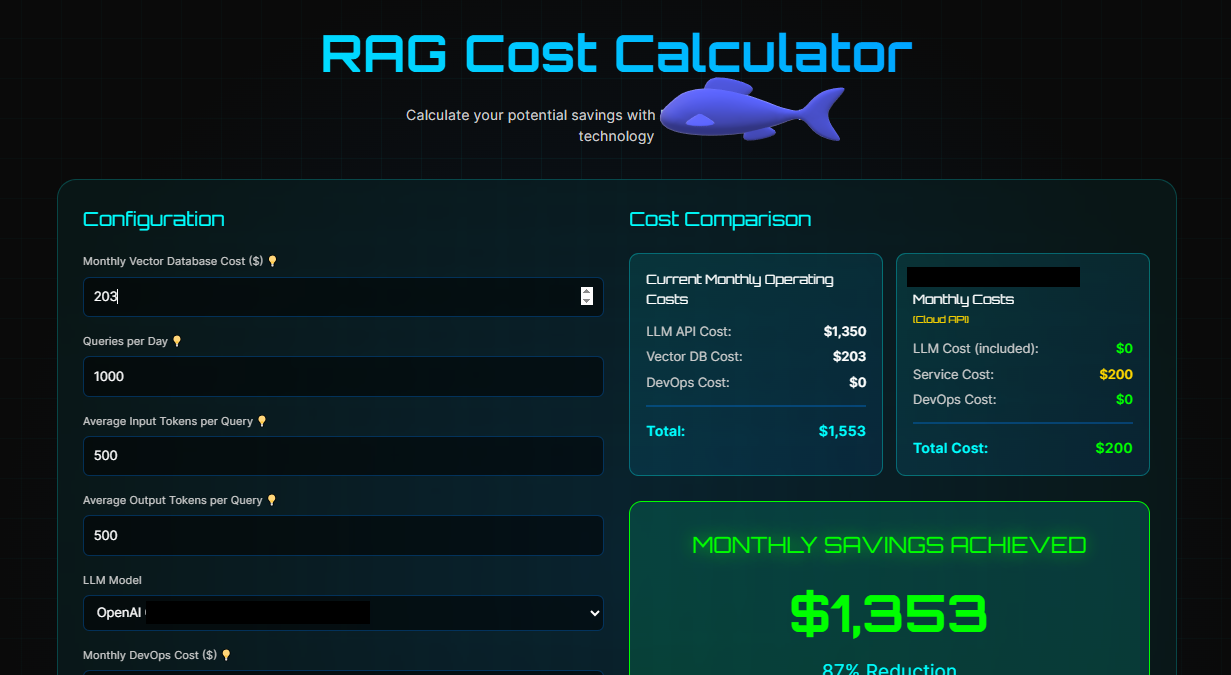 RAG Cost Calculator
Calculate your potential savings with
technology
Configuration
Monthly Vector Database Cost ($)
203
Queries per Day
1000
Average Input Tokens per Query
500
Average Output Tokens per Query
500
LLM Model
OpenAI
Monthly DevOps Cost ($)
Cost Comparison
Current Monthly Operating
Costs
LLM API Cost: $1,350
Vector DB Cost: $203
DevOps Cost: $0
Total: $1,553
Monthly Costs
(Cloud API)
LLM Cost (included): $0
Service Cost: $200
DevOps Cost: $0
Total Cost: $200
MONTHLY SAVINGS ACHIEVED
$1,353
87% Reduction